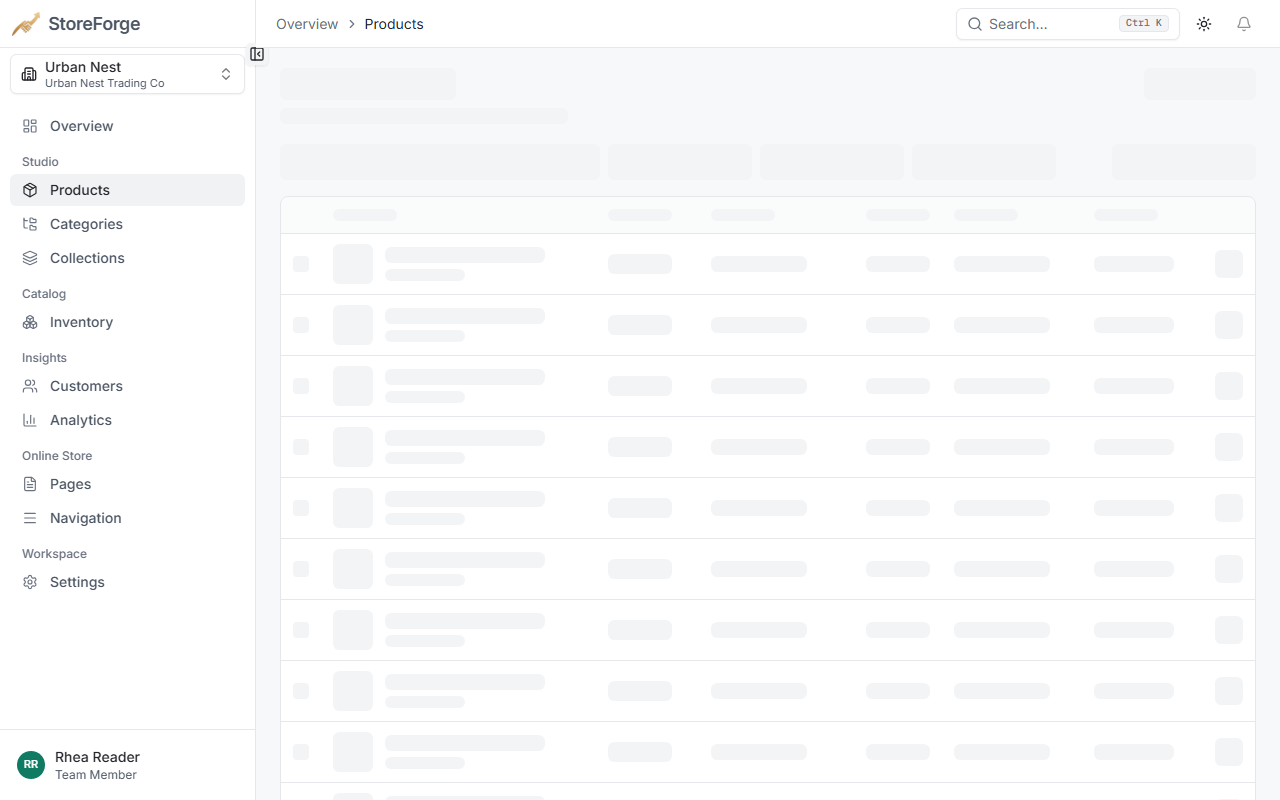 StoreForge
Overview
Products
Search...
Ctrl K
Urban Nest
Urban Nest Trading Co
Overview
Studio
Products
Categories
Collections
Catalog
Inventory
Insights
Customers
Analytics
Online Store
Pages
Navigation
Workspace
Settings
RR
Rhea Reader
Team Member